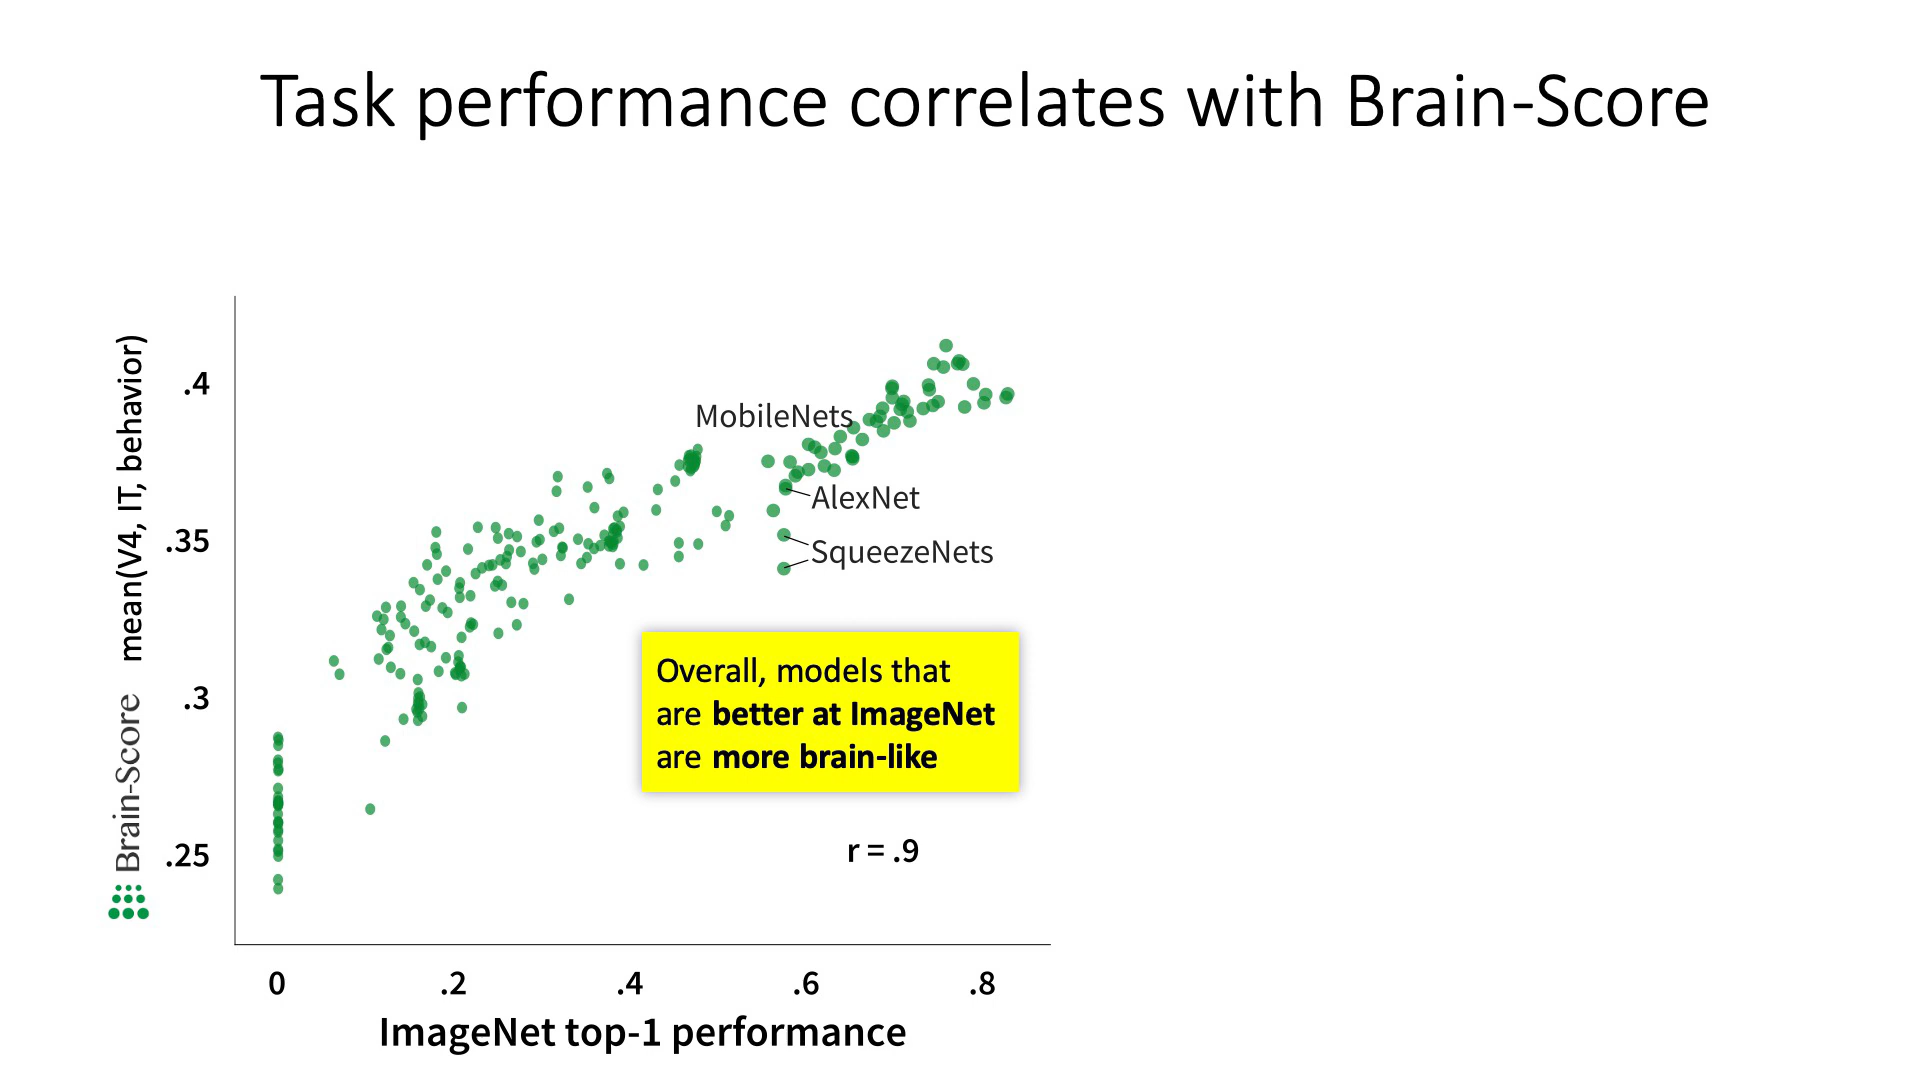 Task performance correlates with Brain-Score
Brain-Score mean(V4, IT, behavior)
.4
.35
.3
.25
MobileNets
AlexNet
SqueezeNets
Overall, models that
are better at ImageNet
are more brain-like
r = .9
0 .2 .4 .6 .8
ImageNet top-1 performance